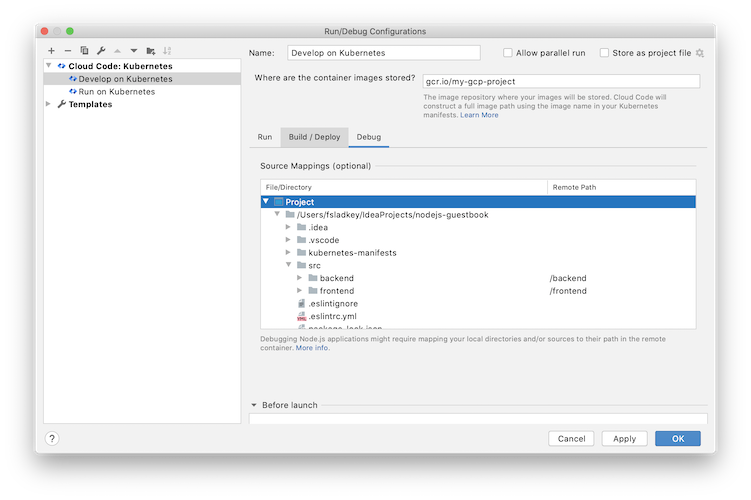 Run/Debug Configurations
Name: Develop on Kubernetes Allow parallel run Store as project file
Cloud Code: Kubernetes
Develop on Kubernetes
Run on Kubernetes
Templates
Where are the container images stored? gcr.io/my-gcp-project
The image repository where your images will be stored. Cloud Code will
construct a full image path using the image name in your Kubernetes
manifests. Learn More
Run Build / Deploy Debug
Source Mappings (optional)
File/Directory Remote Path
Project
/Users/fsladkey/IdeaProjects/nodejs-guestbook
.idea
.vscode
kubernetes-manifests
src
backend /backend
frontend /frontend
.eslintignore
.eslintrc.yml
package-lock.json
Debugging Node.js applications might require mapping your local directories and/or sources to their path in the remote
container. More info.
Before launch
? Cancel Apply OK